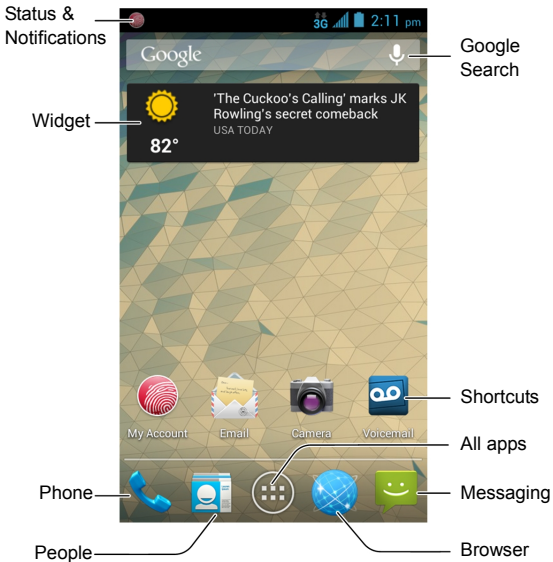 Status &
Notifications
3G 2:11 pm
Google
Google
Search
Widget
82°
'The Cuckoo's Calling' marks JK
Rowling's secret comeback
USA TODAY
My Account Email Camera Voicemail
Shortcuts
All apps
Phone
Messaging
People
Browser